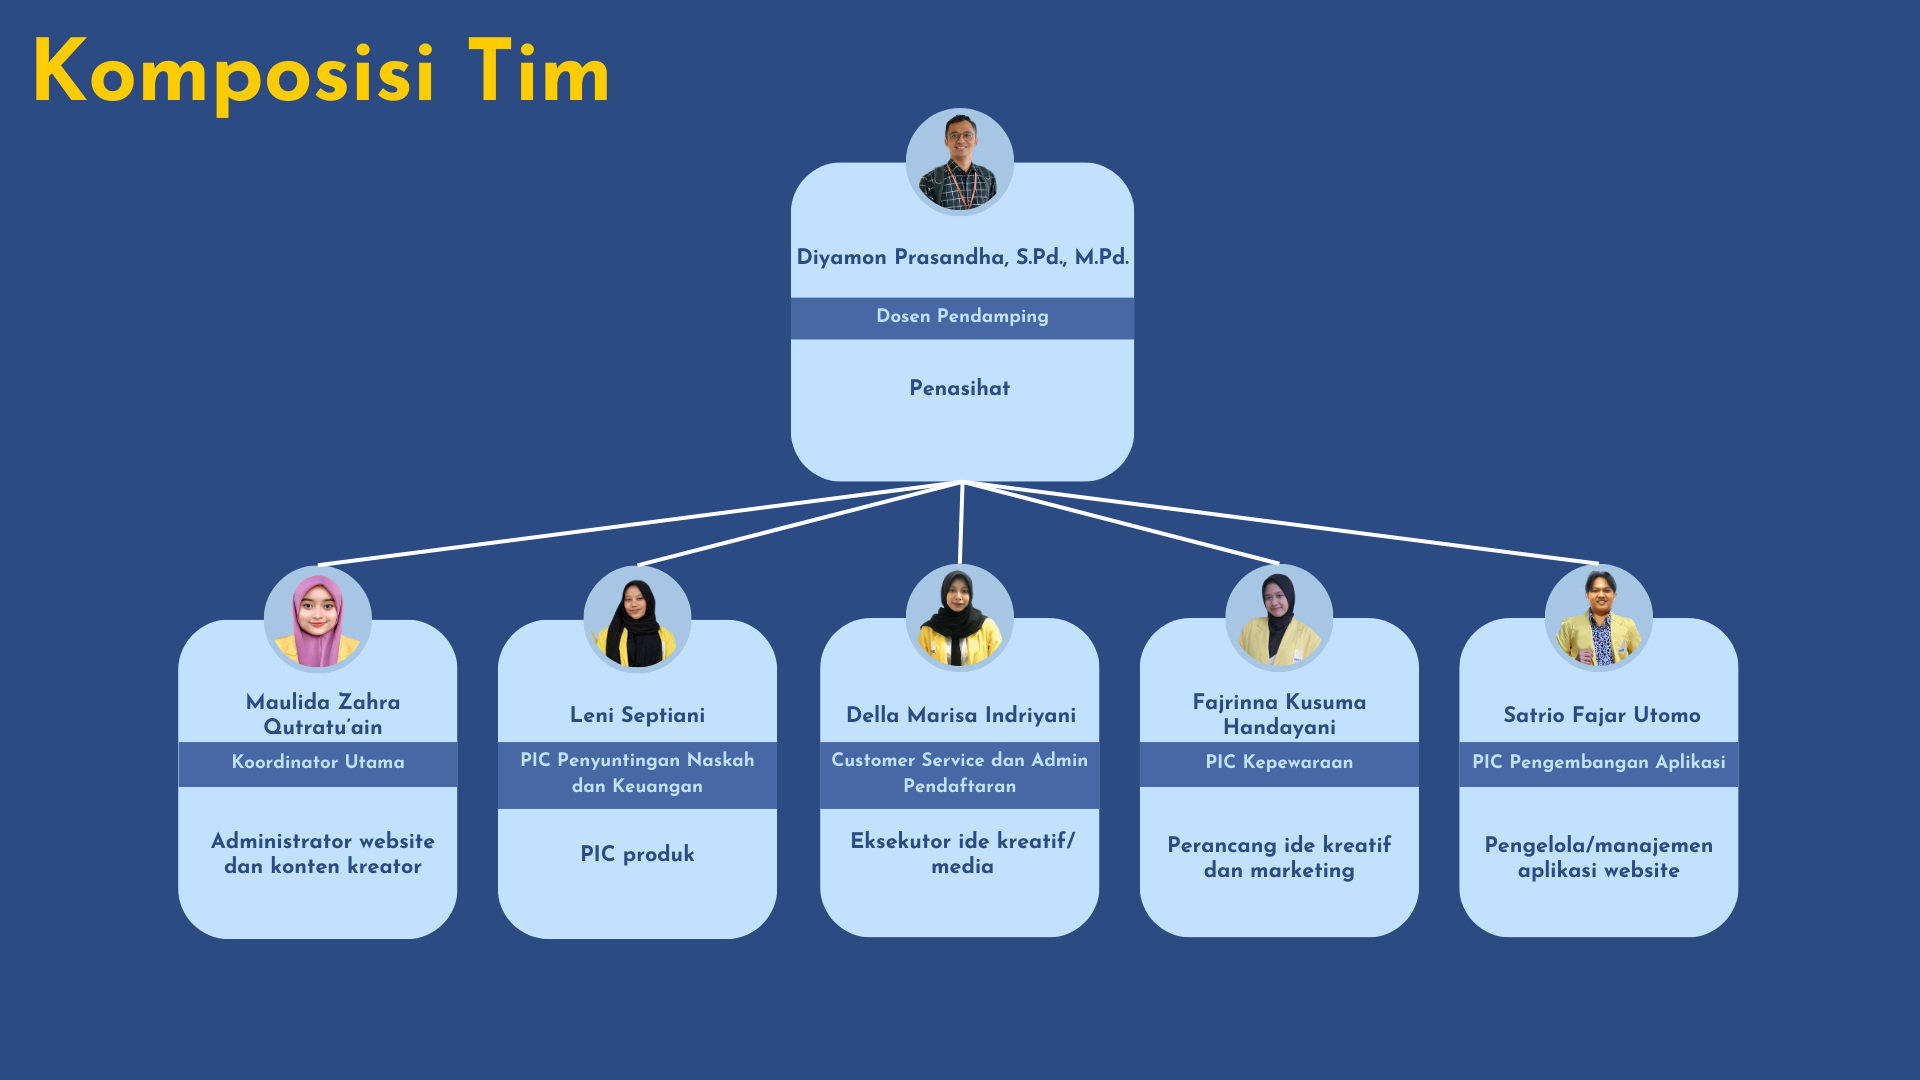 Komposisi Tim
Diyamon Prasandha, S.Pd., M.Pd.
Dosen Pendamping
Penasihat
Maulida Zahra
Qutratu'ain
Koordinator Utama
Administrator website
dan konten kreator
Leni Septiani
PIC Penyuntingan Naskah
dan Keuangan
PIC produk
Della Marisa Indriyani
Customer Service dan Admin
Pendaftaran
Eksekutor ide kreatif/
media
Fajrinna Kusuma
Handayani
PIC Kepewaraan
Perancang ide kreatif
dan marketing
Satrio Fajar Utomo
PIC Pengembangan Aplikasi
Pengelola/manajemen
aplikasi website